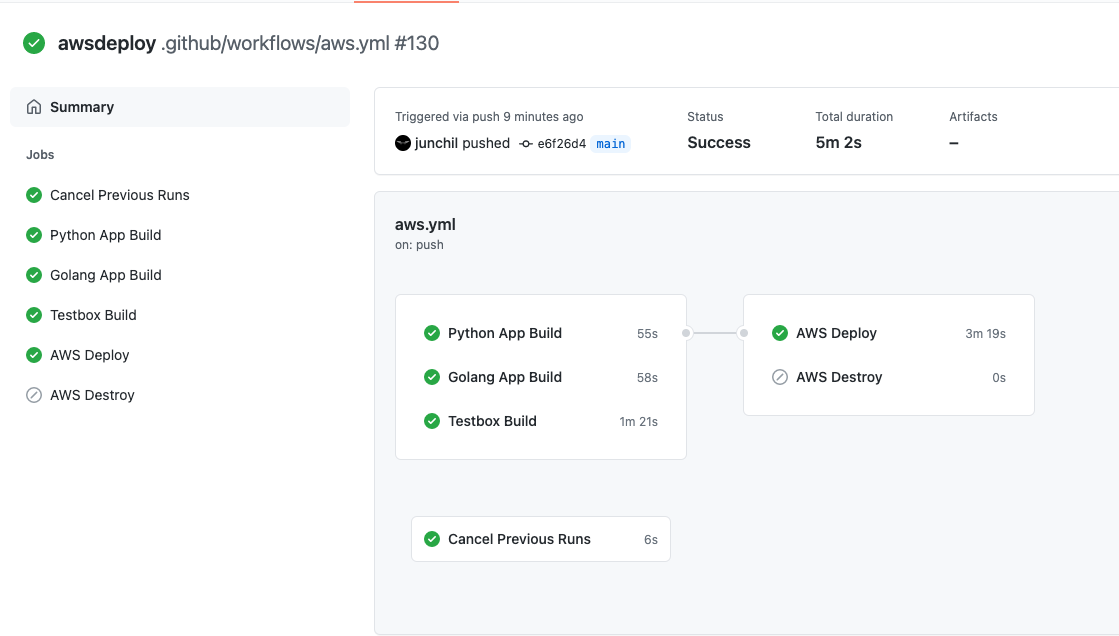 awsdeploy .github/workflows/aws.yml #130
Summary
Jobs
Cancel Previous Runs
Python App Build
Golang App Build
Testbox Build
AWS Deploy
AWS Destroy
Triggered via push 9 minutes ago
junchil pushed e6f26d4 main
Status
Success
Total duration
5m 2s
Artifacts
–
aws.yml
on: push
Python App Build 55s
Golang App Build 58s
Testbox Build 1m 21s
AWS Deploy 3m 19s
AWS Destroy 0s
Cancel Previous Runs 6s